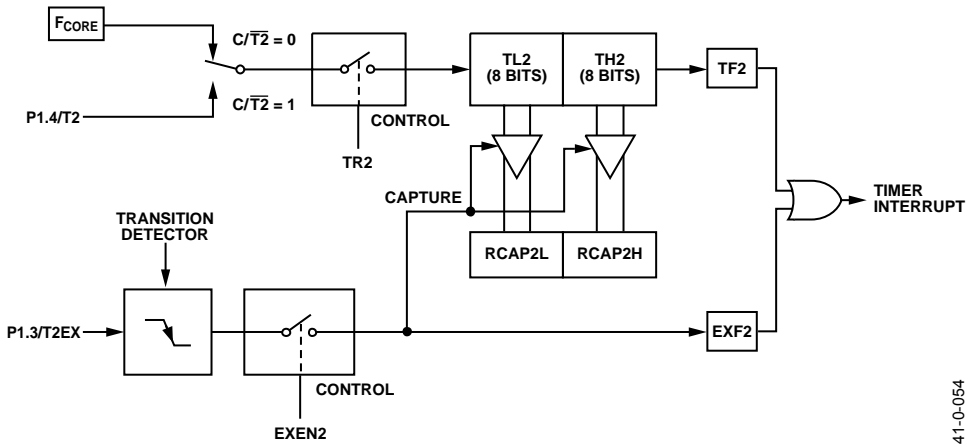 FCORE
C/T2 = 0
C/T2 = 1
P1.4/T2
CONTROL
TR2
TL2
(8 BITS)
TH2
(8 BITS)
TF2
CAPTURE
TRANSITION
DETECTOR
RCAP2L
RCAP2H
TIMER
INTERRUPT
P1.3/T2EX
EXF2
CONTROL
EXEN2
41-0-054